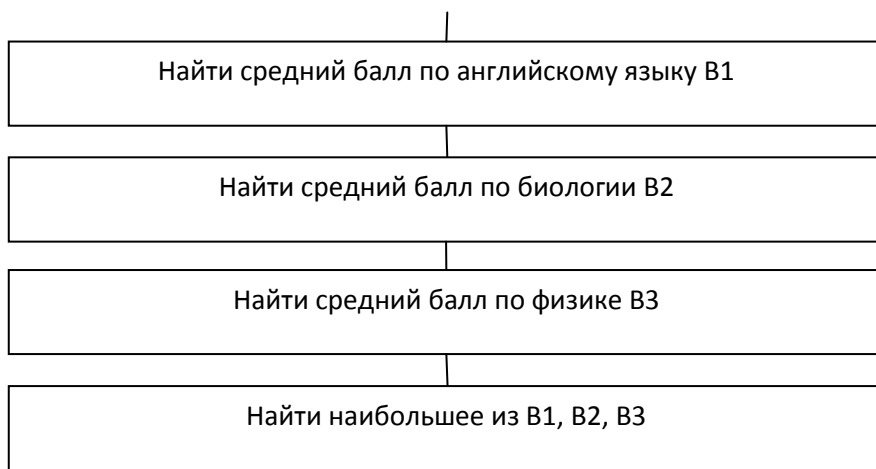 Найти средний балл по английскому языку В1
Найти средний балл по биологии В2
Найти средний балл по физике В3
Найти наибольшее из В1, В2, В3